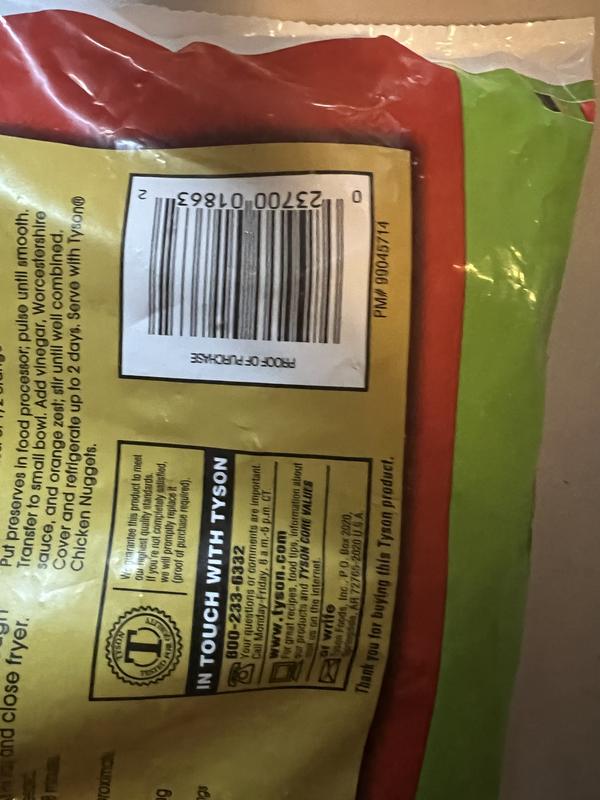 Put preserves in food processor; pulse until smooth.
Transfer to small bowl. Add vinegar, Worcestershire
sauce, and orange zest; stir until well combined.
Cover and refrigerate up to 2 days. Serve with Tyson®
Chicken Nuggets.
and close fryer.
We guarantee this product to meet
our highest quality standards.
If you're not completely satisfied,
we will promptly replace it
(proof of purchase required).
IN TOUCH WITH TYSON
800-233-6332
Your questions or comments are important.
Call Monday-Friday, 8 a.m.-5 p.m. CT
www.tyson.com
For great recipes, food tips, information about
our products and TYSON CORE VALUES
visit us on the Internet.
or write
Tyson Foods, Inc., P.O. Box 2020,
Springdale, AR 72765-2020 U.S.A.
Thank you for buying this Tyson product.
PROOF OF PURCHASE
0 23700 01863 2
PM# 99045714